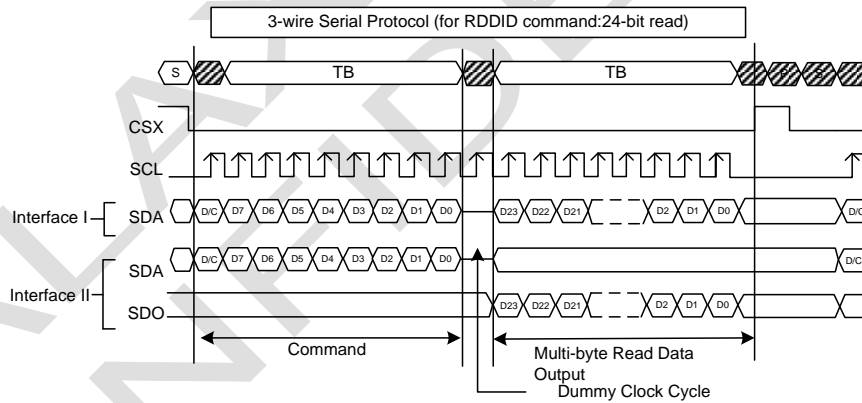 3-wire Serial Protocol (for RDDID command:24-bit read)
S TB TB P S
CSX
SCL
Interface I SDA D/C D7 D6 D5 D4 D3 D2 D1 D0 D23 D22 D21 D2 D1 D0 D/C
SDA D/C D7 D6 D5 D4 D3 D2 D1 D0 D/C
Interface II
SDO D23 D22 D21 D2 D1 D0
Command
Multi-byte Read Data
Output
Dummy Clock Cycle